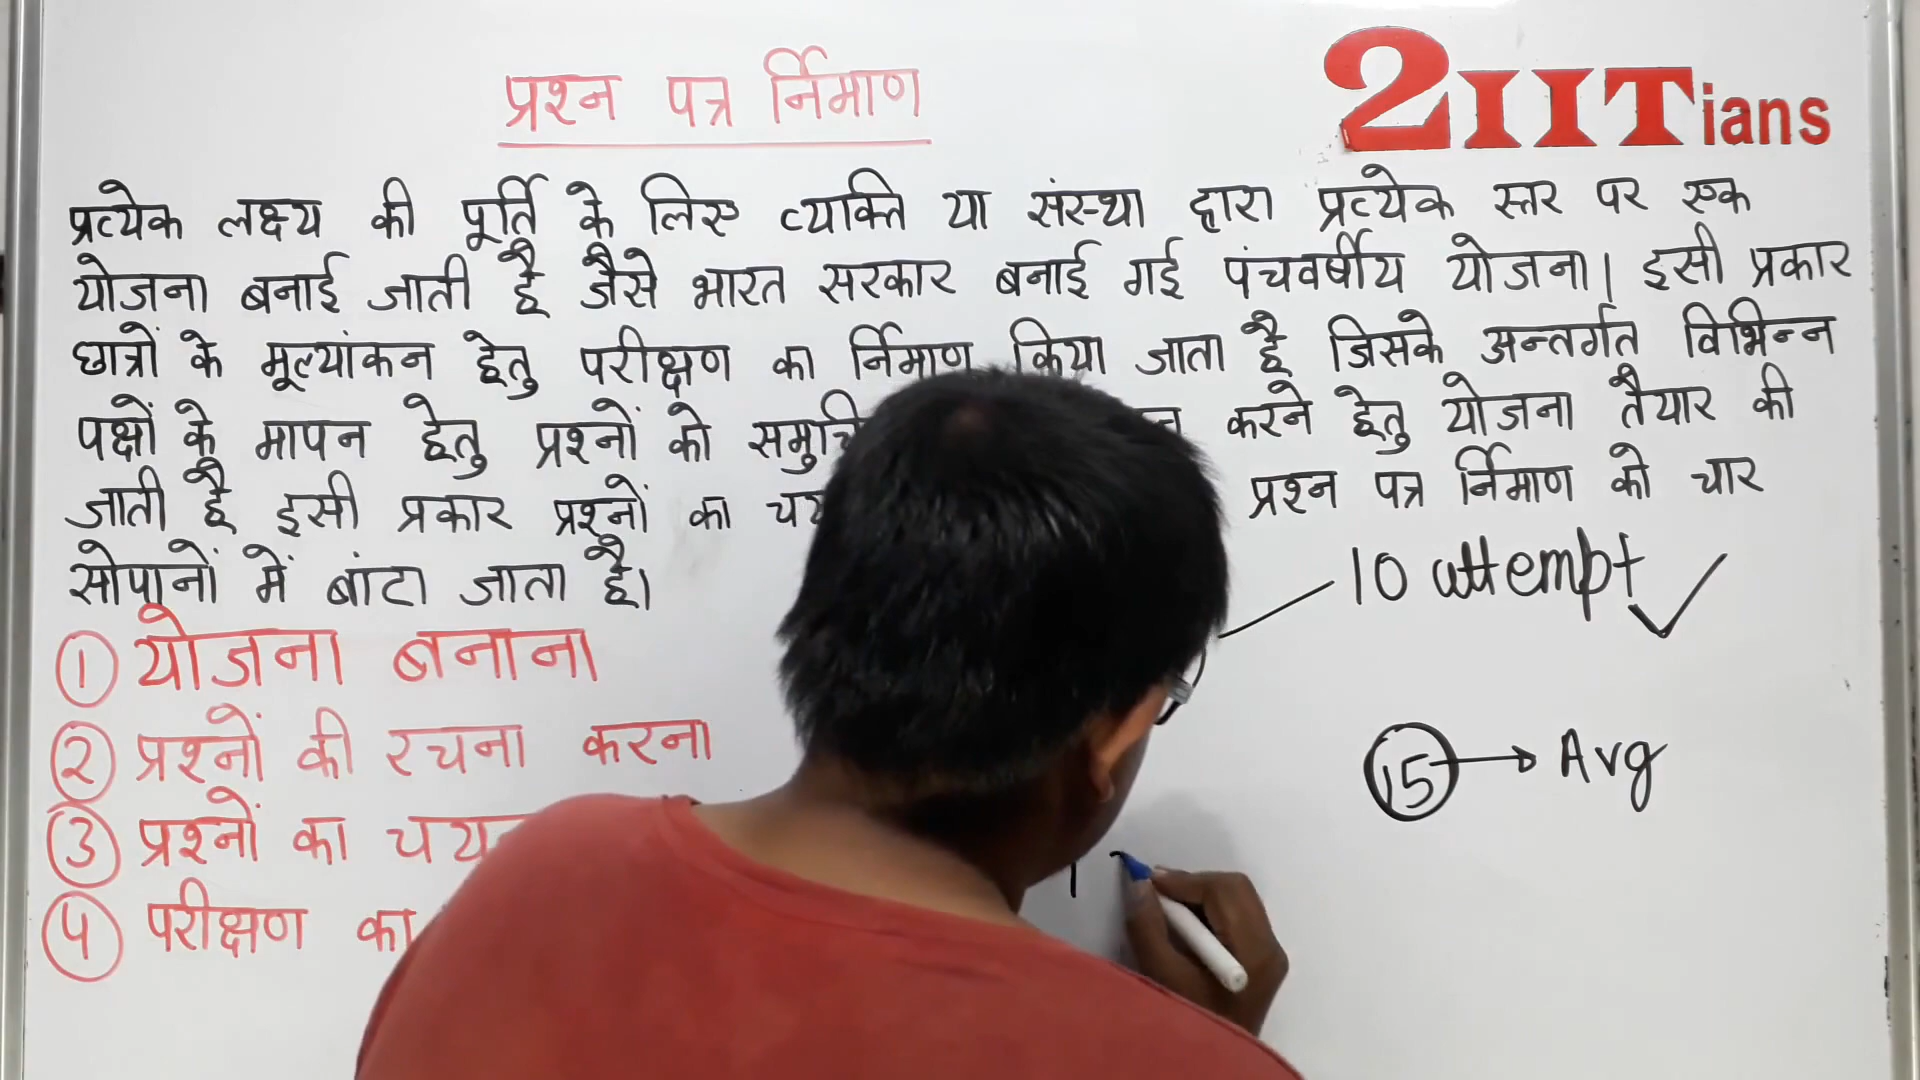 प्रश्न पत्र र्निमाण
2IITians
प्रत्येक लक्ष्य की पूर्ति के लिए व्यक्ति या संस्था द्वारा प्रत्येक स्तर पर एक
योजना बनाई जाती है जैसे भारत सरकार बनाई गई पंचवर्षीय योजना। इसी प्रकार
छात्रों के मूल्यांकन हेतु परीक्षण का र्निमाण किया जाता है जिसके अन्तर्गत विभिन्न
पक्षों के मापन हेतु प्रश्नों को करने हेतु योजना तैयार की
जाती है इसी प्रकार प्रश्नों का प्रश्न पत्र र्निमाण को चार
सोपानों में बांटा जाता है।
10 attempt ✓
① योजना बनाना
② प्रश्नों की रचना करना
15 → Avg
③ प्रश्नों का
④ परीक्षण का